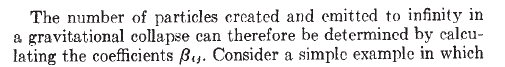 The number of particles created and emitted to infinity in
a gravitational collapse can therefore be determined by calcu-
lating the coefficients βij. Consider a simple example in which